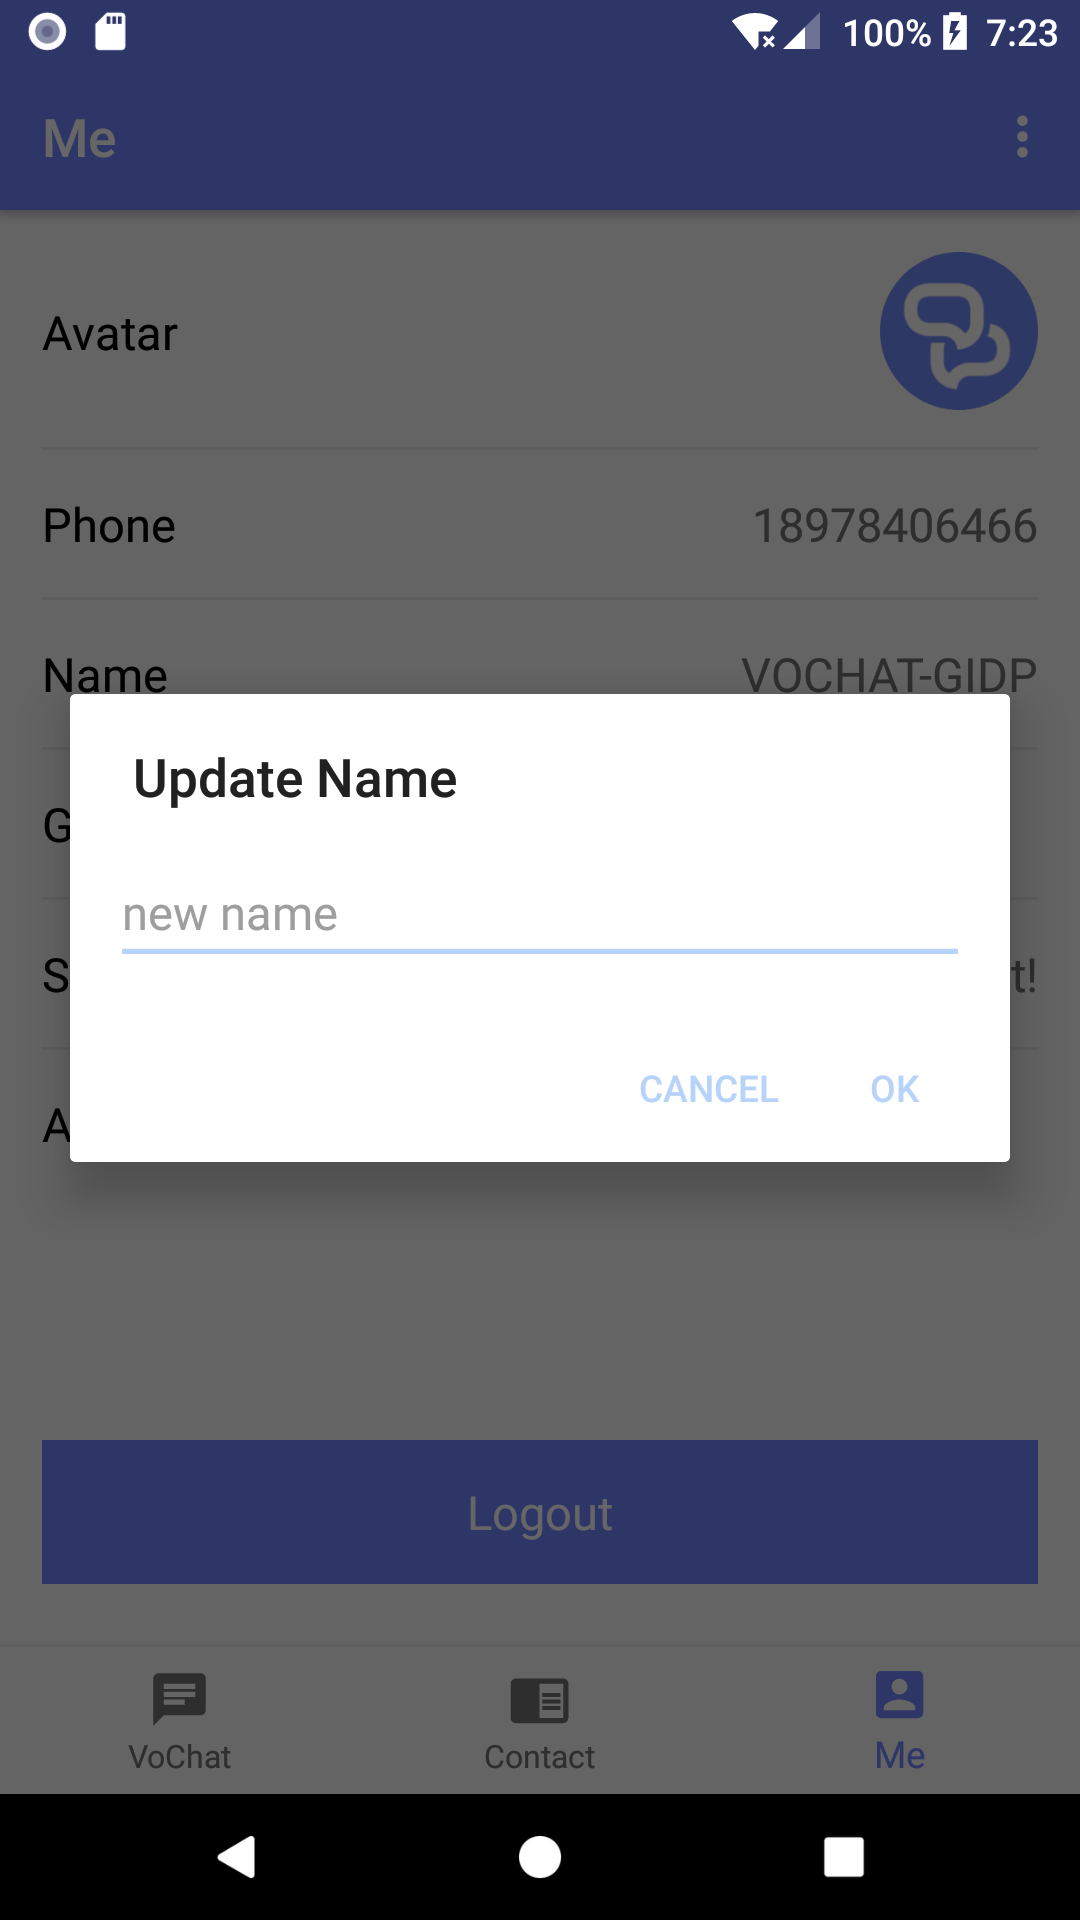 100% 7:23
Me
Avatar
Phone 18978406466
Name VOCHAT-GIDP
Update Name
G
new name
S t!
CANCEL OK
A
Logout
VoChat Contact Me